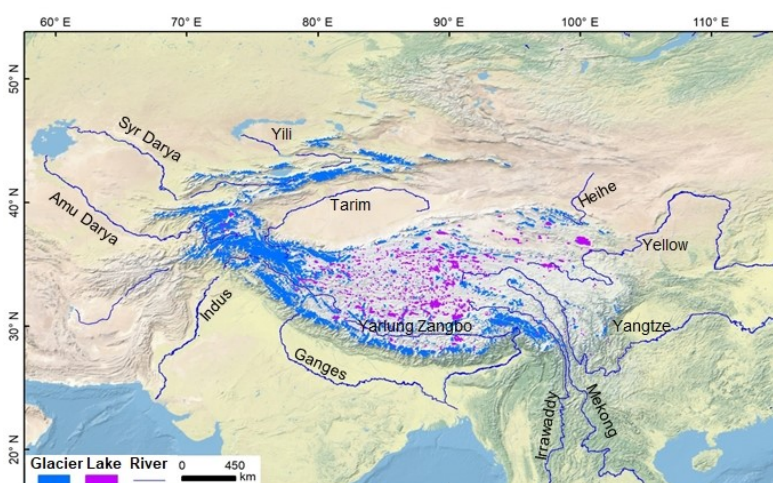 60° E 70° E 80° E 90° E 100° E 110° E
50° N
40° N
30° N
20° N
Syr Darya
Yili
Amu Darya
Tarim
Heihe
Yellow
Indus
Yarlung Zangbo
Yangtze
Ganges
Irrawaddy
Mekong
Glacier Lake River 0 450
km